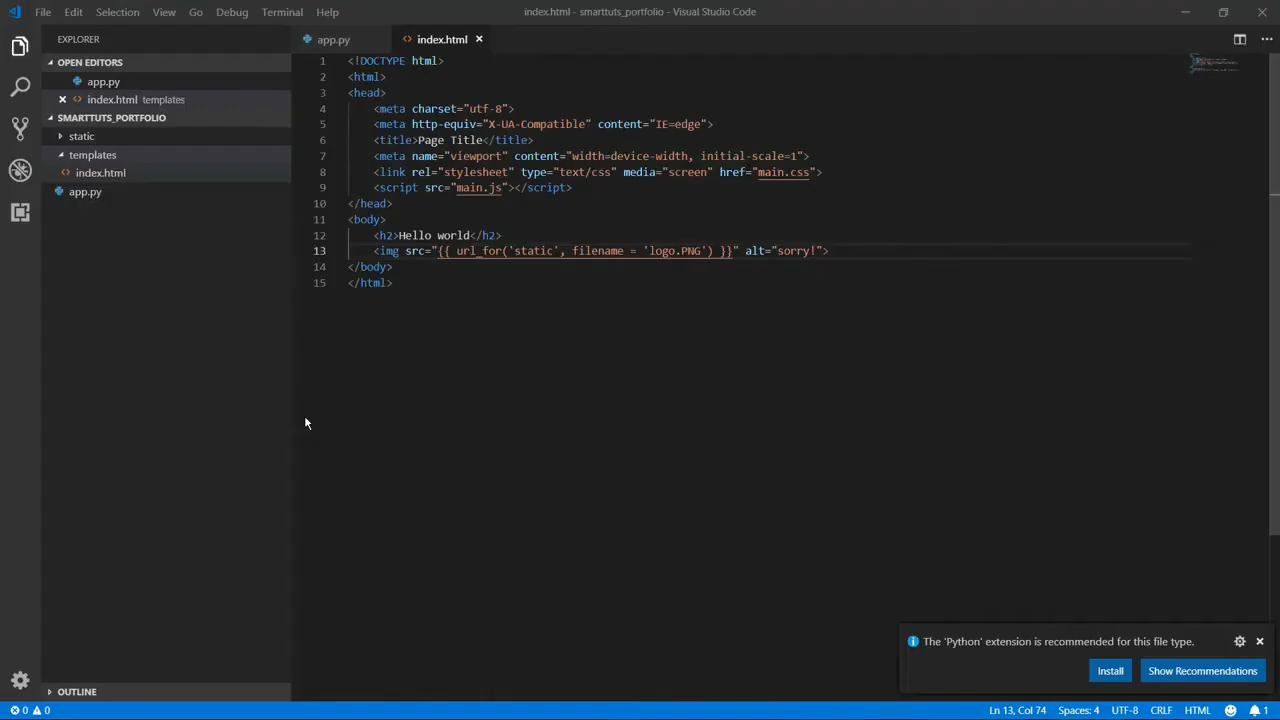 File Edit Selection View Go Debug Terminal Help
index.html - smarttuts_portfolio - Visual Studio Code
EXPLORER
OPEN EDITORS
app.py
index.html templates
SMARTTUTS_PORTFOLIO
static
templates
index.html
app.py
OUTLINE
app.py index.html
1 <!DOCTYPE html>
2 <html>
3 <head>
4 <meta charset="utf-8">
5 <meta http-equiv="X-UA-Compatible" content="IE=edge">
6 <title>Page Title</title>
7 <meta name="viewport" content="width=device-width, initial-scale=1">
8 <link rel="stylesheet" type="text/css" media="screen" href="main.css">
9 <script src="main.js"></script>
10 </head>
11 <body>
12 <h2>Hello world</h2>
13 <img src="{{ url_for('static', filename = 'logo.PNG') }}" alt="sorry!">
14 </body>
15 </html>
The 'Python' extension is recommended for this file type.
Install Show Recommendations
0 0
Ln 13, Col 74 Spaces: 4 UTF-8 CRLF HTML 1